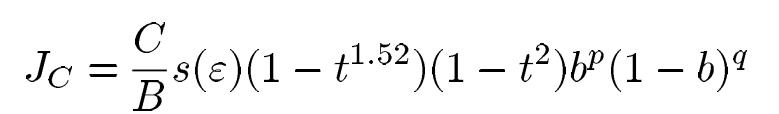 J_C = \frac{C}{B} s(\varepsilon)(1 - t^{1.52})(1 - t^2)b^p(1 - b)^q